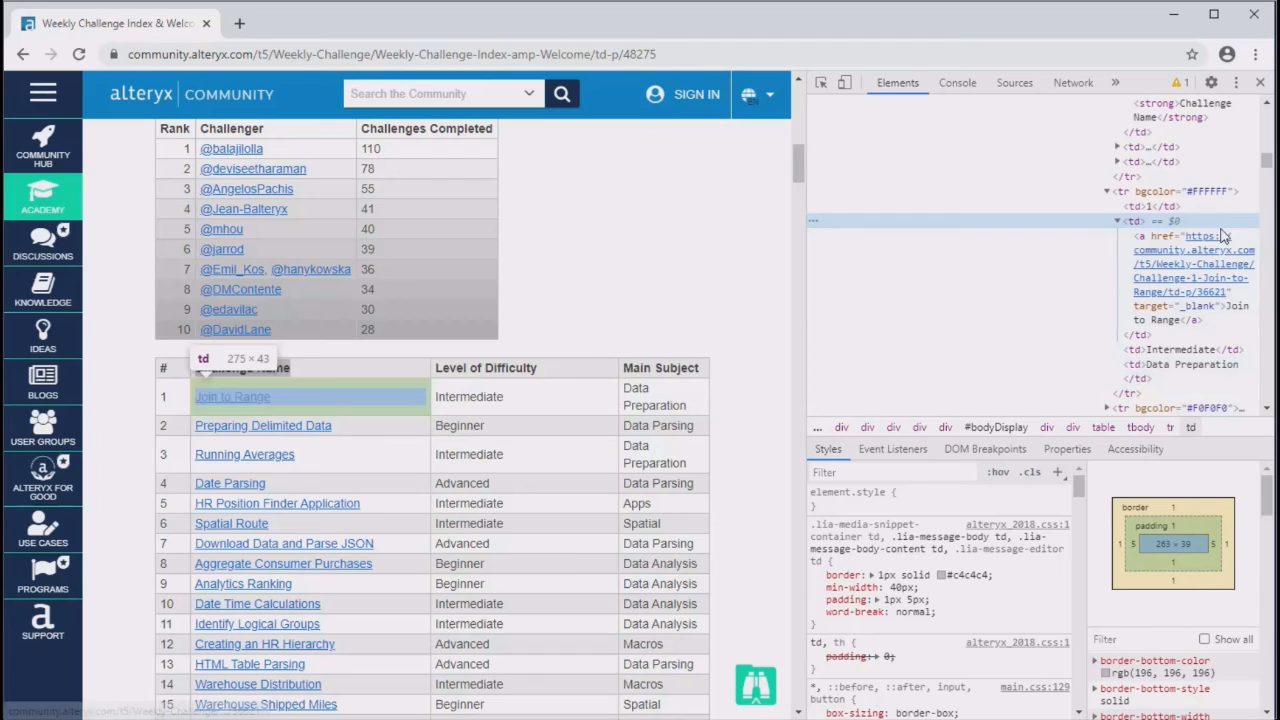 Weekly Challenge Index & Welc
community.alteryx.com/t5/Weekly-Challenge/Weekly-Challenge-Index-amp-Welcome/td-p/48275
alteryx | COMMUNITY
Search the Community
SIGN IN
EN
COMMUNITY
HUB
ACADEMY
DISCUSSIONS
KNOWLEDGE
IDEAS
BLOGS
USER GROUPS
ALTERYX FOR
GOOD
USE CASES
PROGRAMS
SUPPORT
Rank Challenger Challenges Completed
1 @balajilolla 110
2 @deviseetharaman 78
3 @AngelosPachis 55
4 @Jean-Balteryx 41
5 @mhou 40
6 @jarrod 39
7 @Emil_Kos, @hanykowska 36
8 @DMContente 34
9 @edavilac 30
10 @DavidLane 28
td 275 × 43
# Name Level of Difficulty Main Subject
1 Join to Range Intermediate Data
Preparation
2 Preparing Delimited Data Beginner Data Parsing
3 Running Averages Intermediate Data
Preparation
4 Date Parsing Advanced Data Parsing
5 HR Position Finder Application Intermediate Apps
6 Spatial Route Intermediate Spatial
7 Download Data and Parse JSON Advanced Data Parsing
8 Aggregate Consumer Purchases Beginner Data Analysis
9 Analytics Ranking Beginner Data Analysis
10 Date Time Calculations Intermediate Data Analysis
11 Identify Logical Groups Intermediate Data Analysis
12 Creating an HR Hierarchy Advanced Macros
13 HTML Table Parsing Advanced Data Parsing
14 Warehouse Distribution Intermediate Macros
15 Warehouse Shipped Miles Beginner Spatial
Elements Console Sources Network » 1
<strong>Challenge
Name</strong>
</td>
<td>…</td>
<td>…</td>
</tr>
<tr bgcolor="#FFFFFF">
<td>1</td>
<td> == $0
<a href="https:
community.alteryx.com
/t5/Weekly-Challenge/
Challenge-1-Join-to-
Range/td-p/36621"
target="_blank">Join
to Range</a>
</td>
<td>Intermediate</td>
<td>Data Preparation
</td>
</tr>
<tr bgcolor="#F0F0F0">…
... div div div div #bodyDisplay div div table tbody tr td
Styles Event Listeners DOM Breakpoints Properties Accessibility
Filter :hov .cls +
element.style {
}
.lia-media-snippet- alteryx_2018.css:1
container td, .lia-message-body td, .lia-
message-body-content td, .lia-message-editor
td {
border: 1px solid #c4c4c4;
min-width: 40px;
padding: 1px 5px;
word-break: normal;
}
td, th { alteryx_2018.css:1
padding: 0;
}
*, ::before, ::after, input, main.css:129
button {
box-sizing: border-box;
border 1
padding 1
1 5 263 × 39 5 1
1
1
Filter Show all
border-bottom-color
rgb(196, 196, 196)
border-bottom-style
solid
border-bottom-width